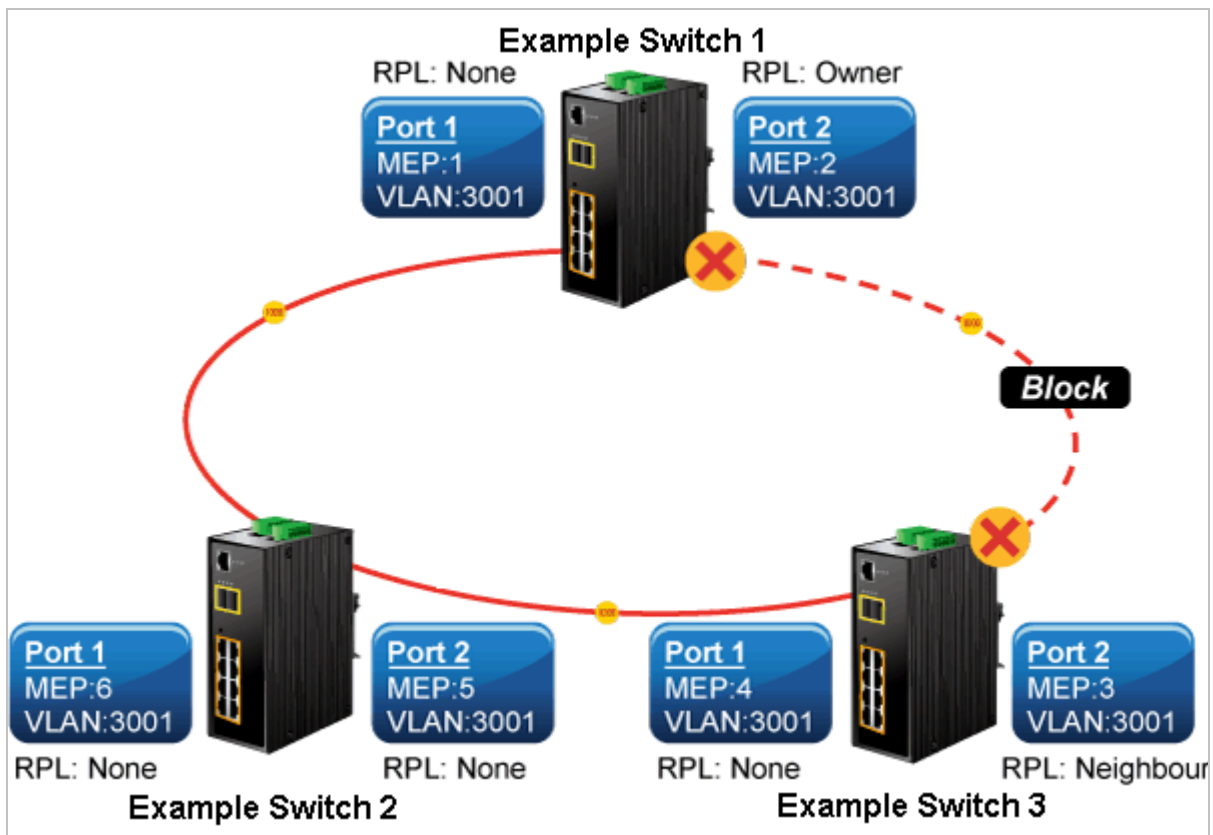 Example Switch 1
RPL: None
RPL: Owner
Port 1
MEP:1
VLAN:3001
Port 2
MEP:2
VLAN:3001
Block
Port 1
MEP:6
VLAN:3001
RPL: None
Port 2
MEP:5
VLAN:3001
RPL: None
Example Switch 2
Port 1
MEP:4
VLAN:3001
RPL: None
Port 2
MEP:3
VLAN:3001
RPL: Neighbour
Example Switch 3